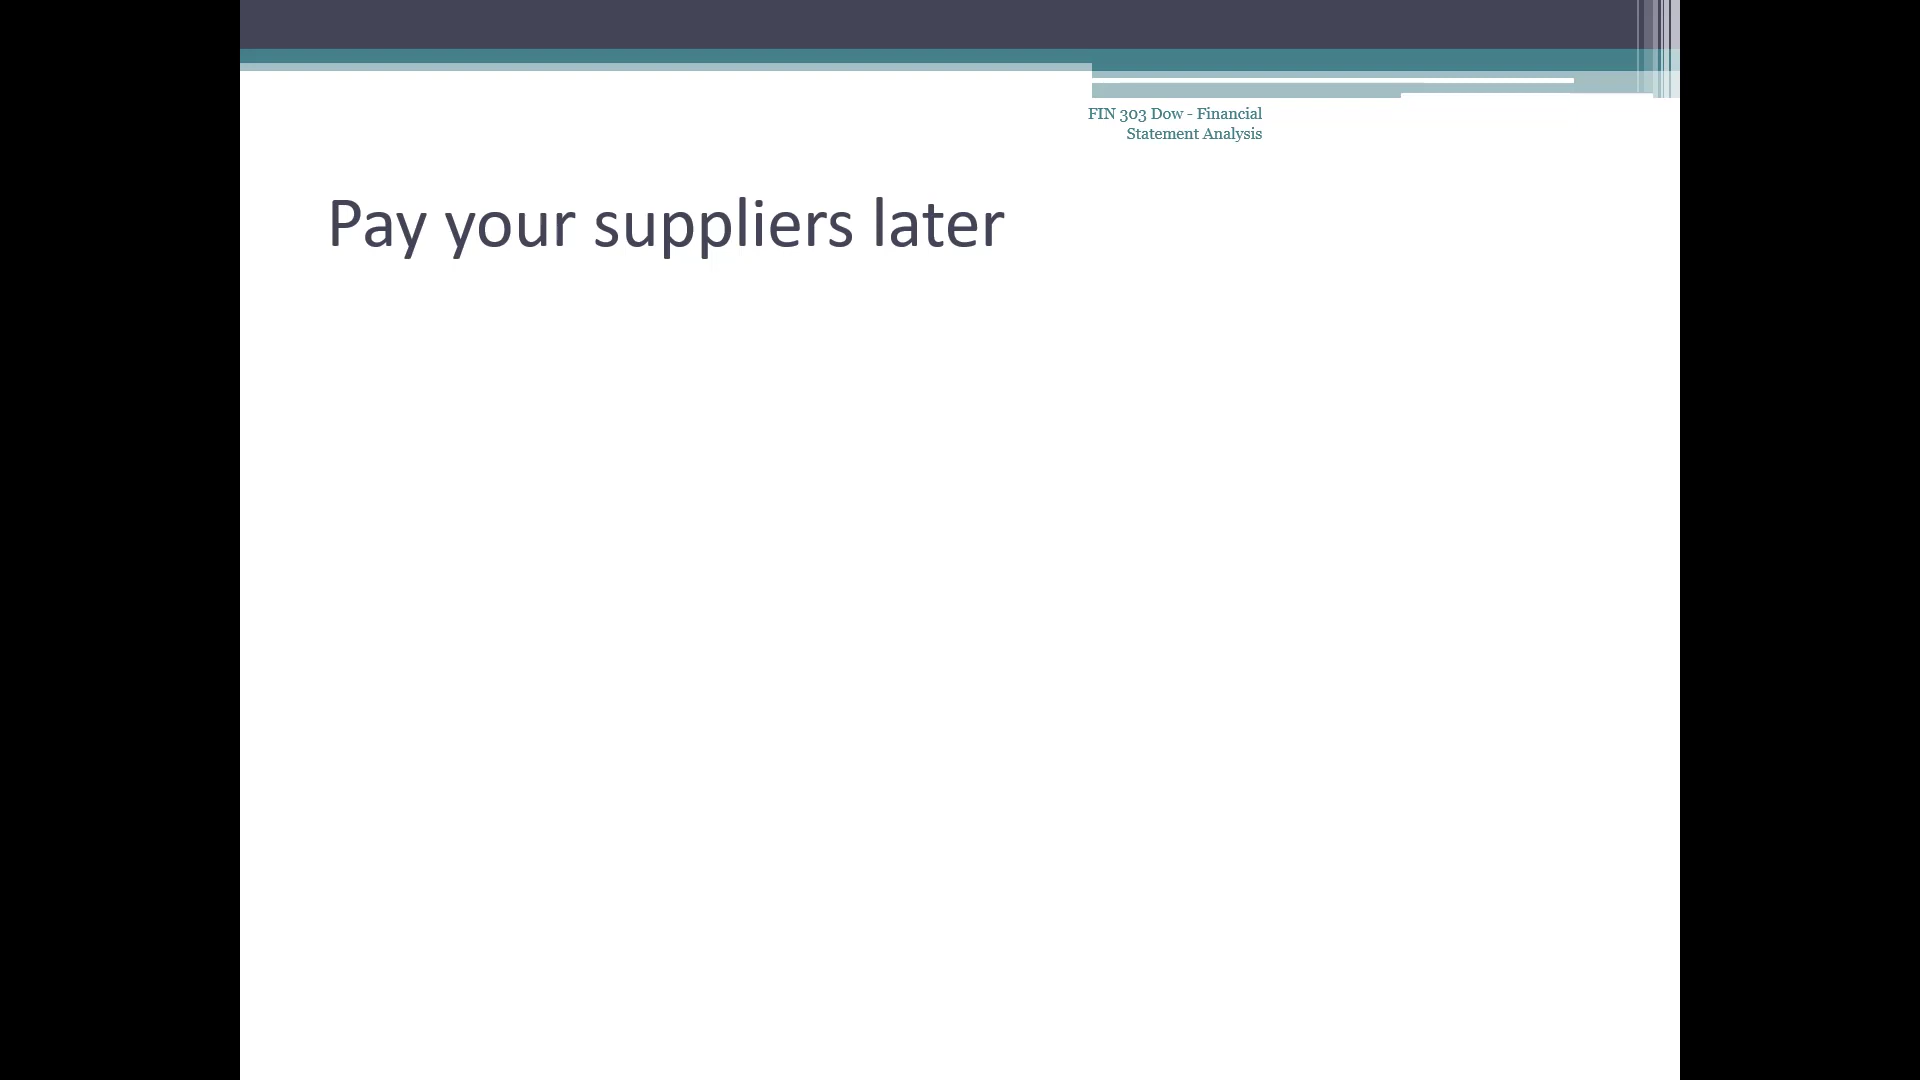 FIN 303 Dow - Financial
Statement Analysis
Pay your suppliers later